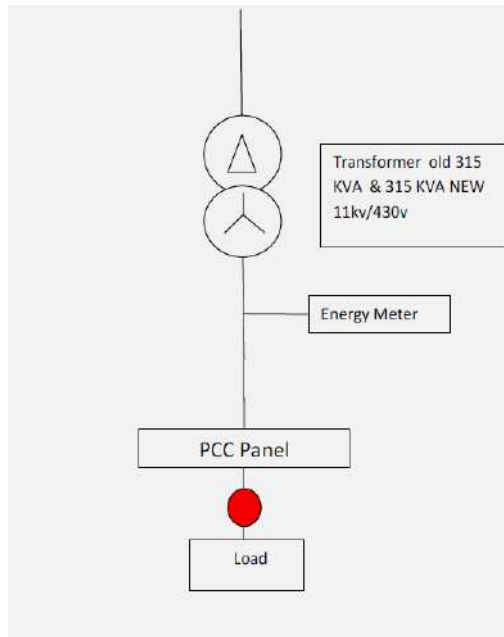 Transformer old 315
KVA & 315 KVA NEW
11kv/430v
Energy Meter
PCC Panel
Load